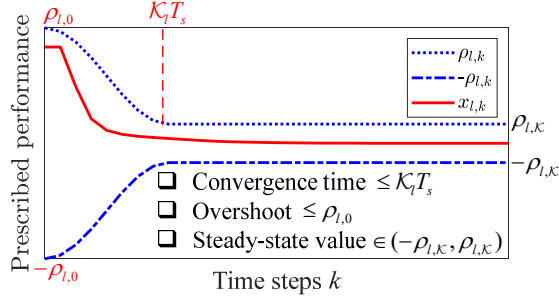 ρ_{l,0}
𝒦_l T_s
ρ_{l,k}
-ρ_{l,k}
x_{l,k}
ρ_{l,𝒦}
−ρ_{l,𝒦}
Prescribed performance
❑ Convergence time ≤ 𝒦_l T_s
❑ Overshoot ≤ ρ_{l,0}
❑ Steady-state value ∈ (−ρ_{l,𝒦}, ρ_{l,𝒦})
−ρ_{l,0}
Time steps k